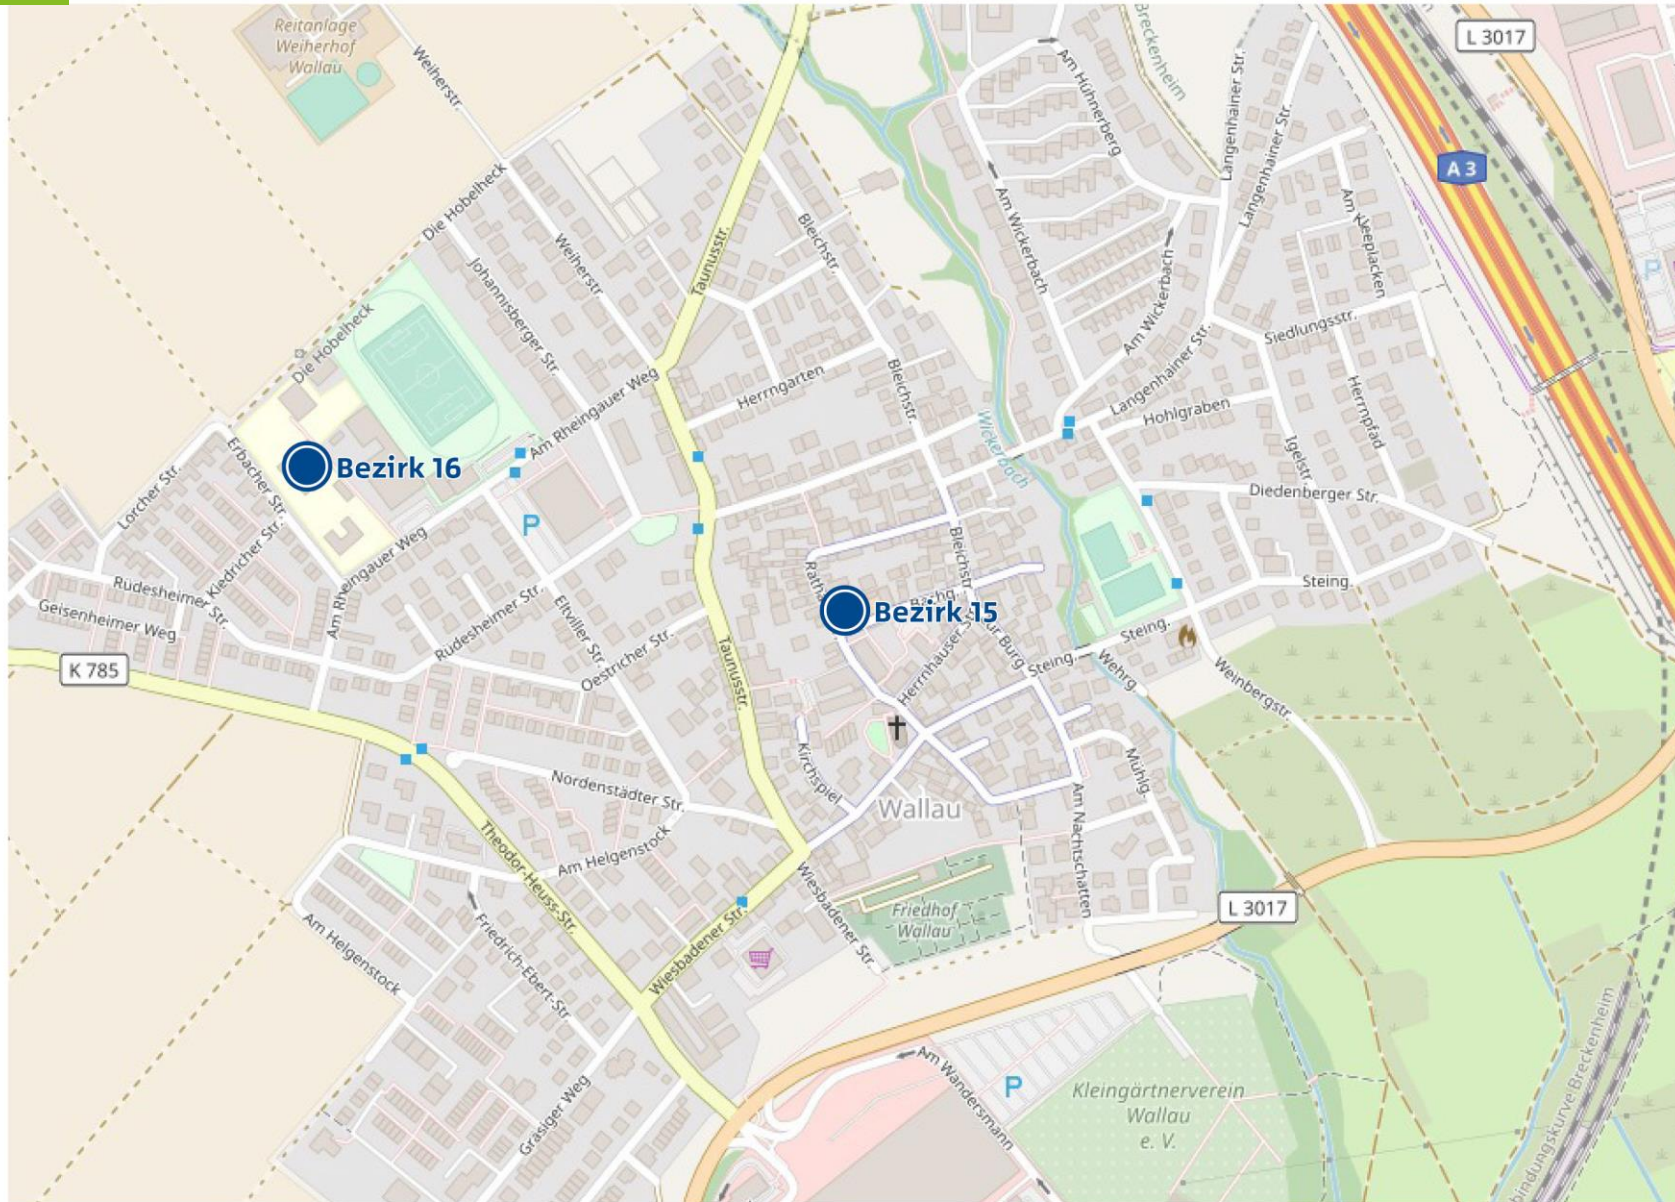 Reitanlage
Weiherhof
Wallau
Weiherstr.
Breckenheim
L 3017
Am Hühnerberg
Langenhainer Str.
Langenhainer Str.
A 3
Die Hobelheck
Am Wickerbach
Am Kleeplacken
Johannisberger Str.
Weiherstr.
Taunusstr.
Bleichstr.
P
Am Wickerbach
Siedlungsstr.
Die Hobelheck
Langenhainer Str.
Am Rheingauer Weg
Herrngarten
Bleichstr.
Hohlgraben
Herrnpfad
Wickerbach
Igelstr.
Bezirk 16
Lorcher Str.
Erbacher Str.
Diedenberger Str.
P
Kiedricher Str.
Am Rheingauer Weg
Bleichstr.
Rüdesheimer Str.
Geisenheimer Weg
Rüdesheimer Str.
Eltviller Str.
Bezirk 15
Steing.
Steing.
Steing.
K 785
Oestricher Str.
Taunusstr.
Herrnhäuser
Burg
Wehrg.
Weinbergstr.
Kirchspiel
Nordenstädter Str.
Mühlg.
Wallau
Am Nachtschatten
Theodor-Heuss-Str.
Am Helgenstock
Wiesbadener Str.
Friedhof
Wallau
L 3017
Am Helgenstock
Friedrich-Ebert-Str.
Wiesbadener Str.
Grasiger Weg
Am Wandersmann
P
Kleingärtnerverein
Wallau
e. V.
bindungskurve Breckenheim